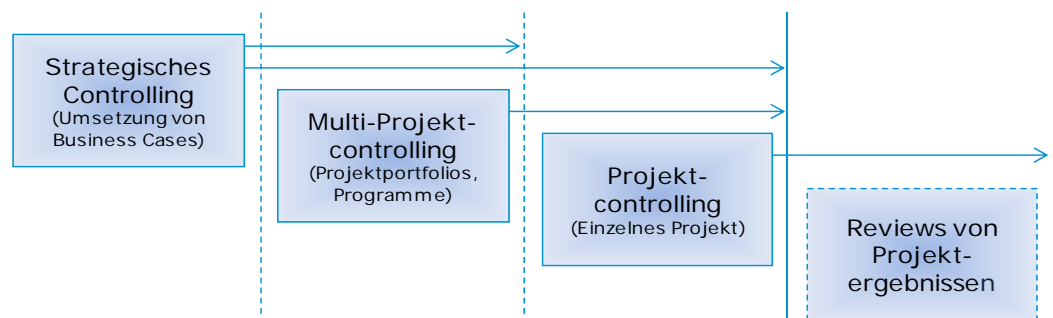 Strategisches
Controlling
(Umsetzung von
Business Cases)
Multi-Projekt-
controlling
(Projektportfolios,
Programme)
Projekt-
controlling
(Einzelnes Projekt)
Reviews von
Projekt-
ergebnissen